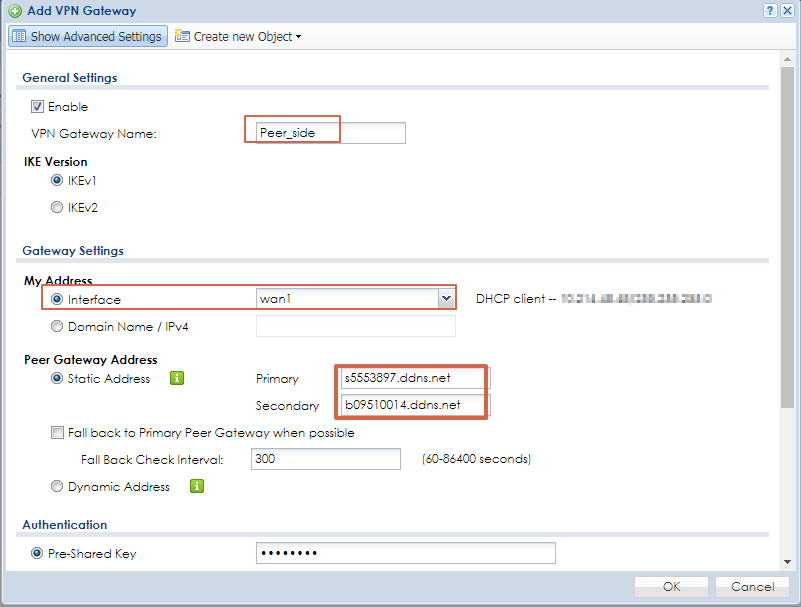 Add VPN Gateway
Show Advanced Settings Create new Object
General Settings
Enable
VPN Gateway Name: Peer_side
IKE Version
IKEv1
IKEv2
Gateway Settings
My Address
Interface wan1 DHCP client --
Domain Name / IPv4
Peer Gateway Address
Static Address Primary s5553897.ddns.net
Secondary b09510014.ddns.net
Fall back to Primary Peer Gateway when possible
Fall Back Check Interval: 300 (60-86400 seconds)
Dynamic Address
Authentication
Pre-Shared Key ••••••••
OK Cancel